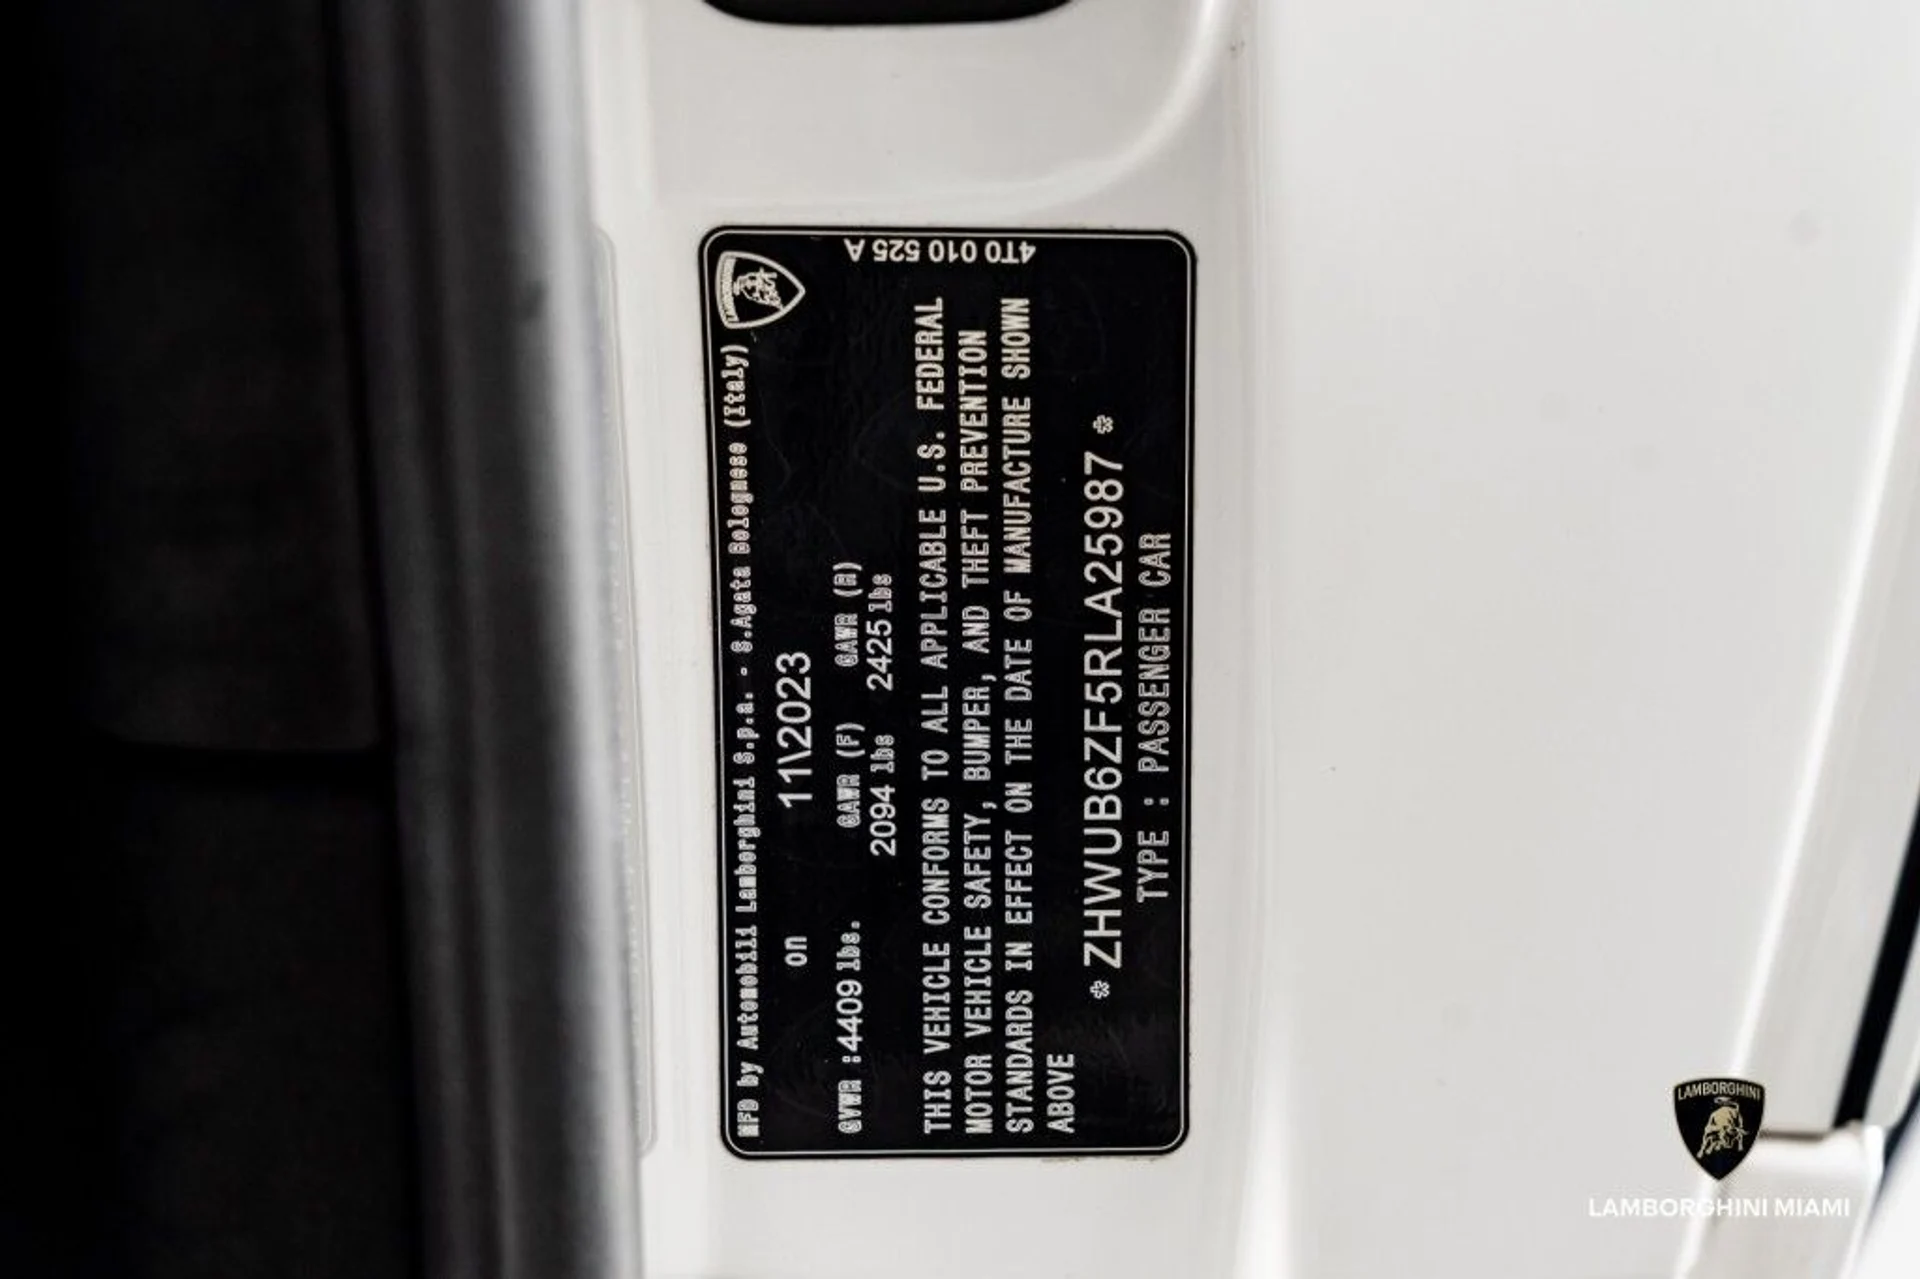 4T0 010 525 A
LAMBORGHINI
MFD by Automobili Lamborghini S.p.a. - S.Agata Bolognese (Italy)
on 11\2023
GVWR :4409 lbs. GAWR (F) GAWR (R)
2094 lbs 2425 lbs
THIS VEHICLE CONFORMS TO ALL APPLICABLE U.S. FEDERAL
MOTOR VEHICLE SAFETY, BUMPER, AND THEFT PREVENTION
STANDARDS IN EFFECT ON THE DATE OF MANUFACTURE SHOWN
ABOVE
* ZHWUB6ZF5RLA25987 *
TYPE : PASSENGER CAR
LAMBORGHINI
LAMBORGHINI MIAMI